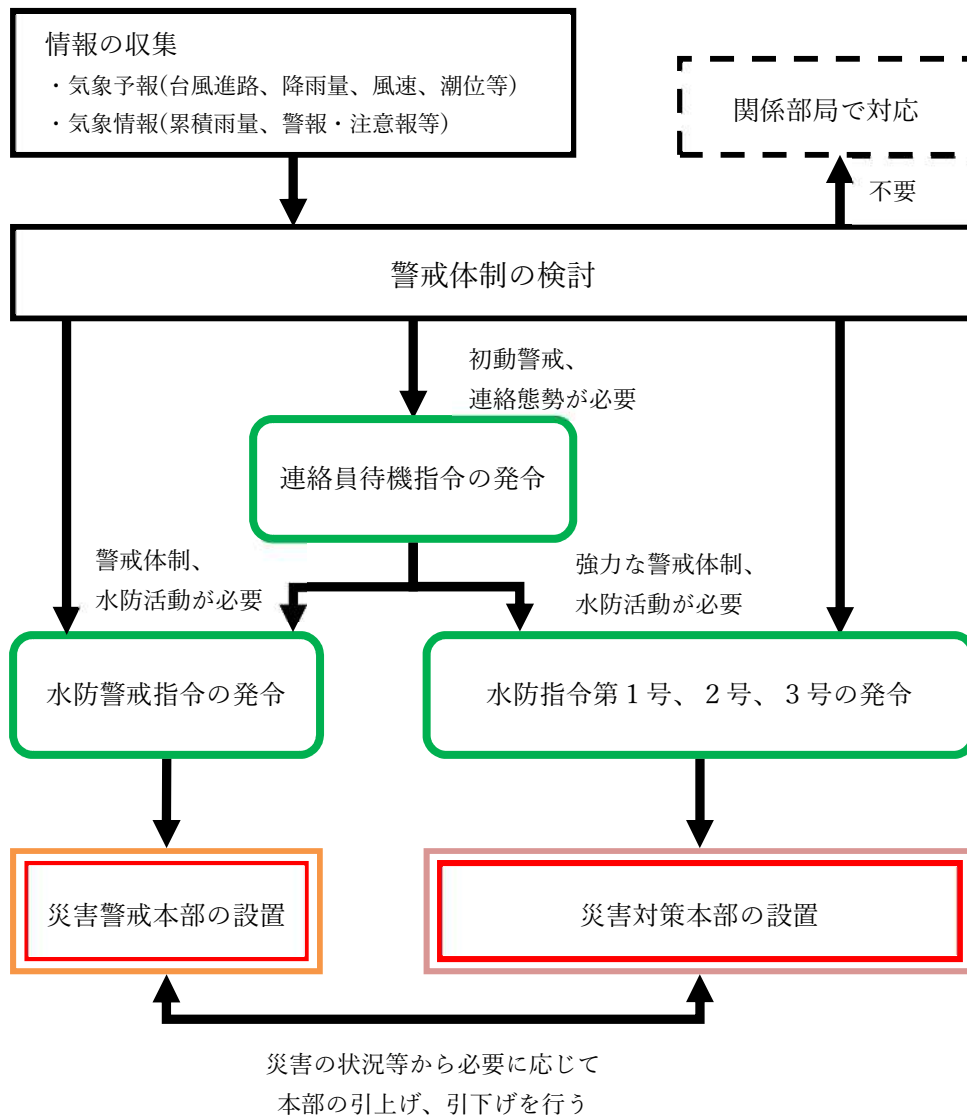 情報の収集
・気象予報(台風進路、降雨量、風速、潮位等)
・気象情報(累積雨量、警報・注意報等)
関係部局で対応
不要
警戒体制の検討
初動警戒、
連絡態勢が必要
連絡員待機指令の発令
警戒体制、
水防活動が必要
強力な警戒体制、
水防活動が必要
水防警戒指令の発令
水防指令第１号、２号、３号の発令
災害警戒本部の設置
災害対策本部の設置
災害の状況等から必要に応じて
本部の引上げ、引下げを行う